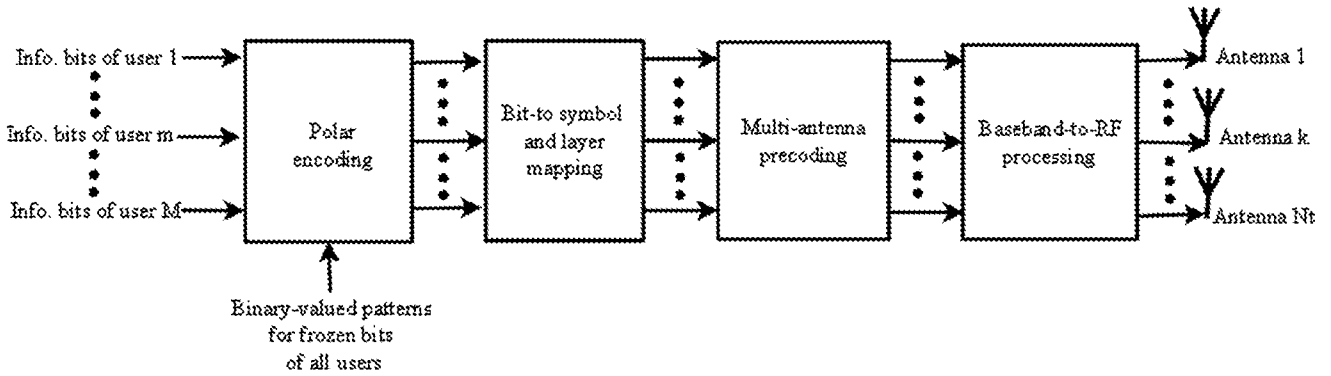 Info. bits of user 1
Info. bits of user m
Info. bits of user M
Polar
encoding
Binary-valued patterns
for frozen bits
of all users
Bit-to symbol
and layer
mapping
Multi-antenna
precoding
Baseband-to-RF
processing
Antenna 1
Antenna k
Antenna Nt